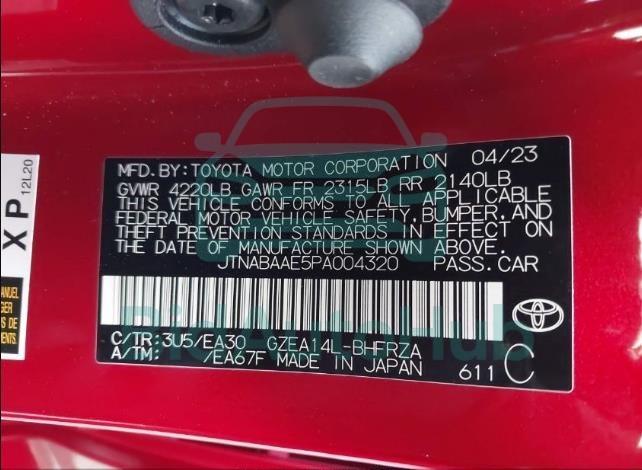 MFD.BY:TOYOTA MOTOR CORPORATION 04/23
GVWR 4220LB GAWR FR 2315LB RR 2140LB
THIS VEHICLE CONFORMS TO ALL APPLICABLE
FEDERAL MOTOR VEHICLE SAFETY,BUMPER,AND
THEFT PREVENTION STANDARDS IN EFFECT ON
THE DATE OF MANUFACTURE SHOWN ABOVE.
JTNABAAE5PA004320 PASS.CAR
C/TR:3U5/EA30 GZEA14L-BHFRZA
A/TM: /EA67F MADE IN JAPAN
611 C
XP
12L20
BidAutoHub